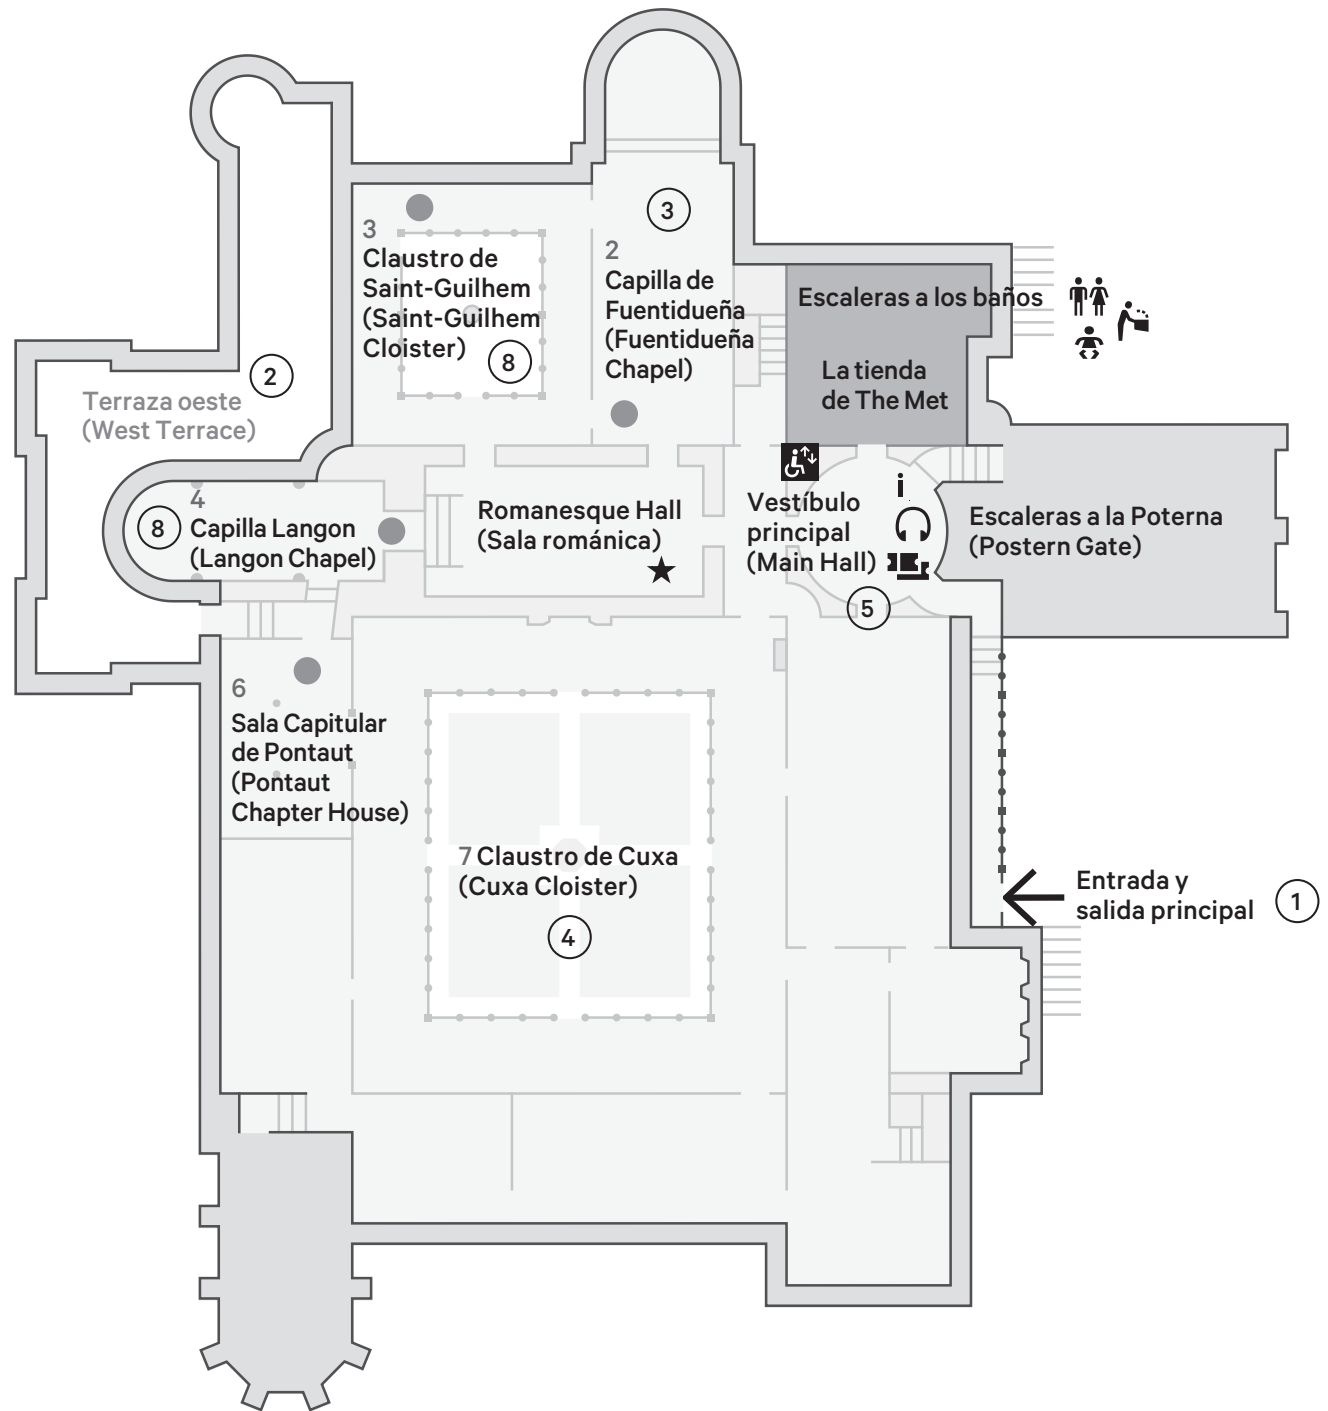 3
Claustro de
Saint-Guilhem
(Saint-Guilhem
Cloister)
8
3
2
Capilla de
Fuentidueña
(Fuentidueña
Chapel)
Escaleras a los baños
La tienda
de The Met
2
Terraza oeste
(West Terrace)
4
8
Capilla Langon
(Langon Chapel)
Romanesque Hall
(Sala románica)
Vestíbulo
principal
(Main Hall)
i
5
Escaleras a la Poterna
(Postern Gate)
6
Sala Capitular
de Pontaut
(Pontaut
Chapter House)
7 Claustro de Cuxa
(Cuxa Cloister)
4
Entrada y
salida principal
1